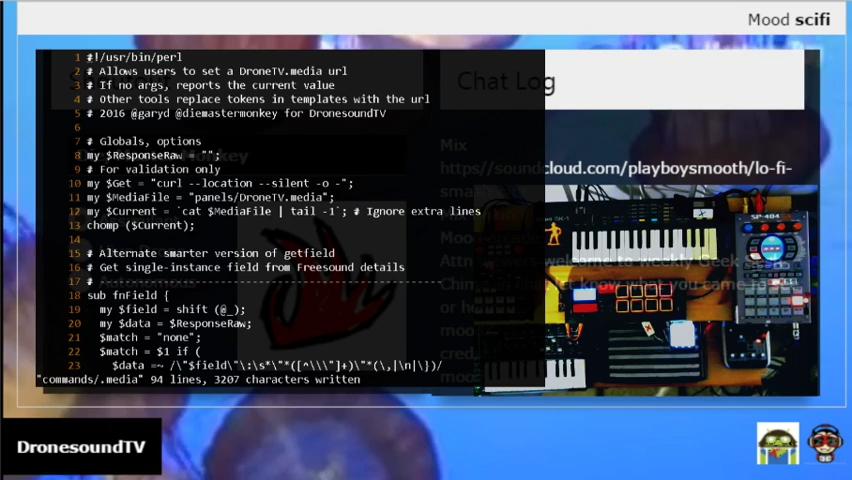 Mood scifi
1 #!/usr/bin/perl
2 # Allows users to set a DroneTV.media url
3 # If no args, reports the current value
4 # Other tools replace tokens in templates with the url
5 # 2016 @garyd @diemastermonkey for DronesoundTV
6
7 # Globals, options
8 my $ResponseRaw = "";
9 # For validation only
10 my $Get = "curl --location --silent -o -";
11 my $MediaFile = "panels/DroneTV.media";
12 my $Current = `cat $MediaFile | tail -1`; # Ignore extra lines
13 chomp ($Current);
14
15 # Alternate smarter version of getfield
16 # Get single-instance field from Freesound details
17 #
18 sub fnField {
19 my $field = shift (@_);
20 my $data = $ResponseRaw;
21 $match = "none";
22 $match = $1 if (
23 $data =~ /\"$field\"\:\s*\"*([^\\\"]+)\"*(\,|\n|\})/
"commands/.media" 94 lines, 3207 characters written
Chat Log
Mix
https://soundcloud.com/playboysmooth/lo-fi-
Autonomous
SP-404
DronesoundTV